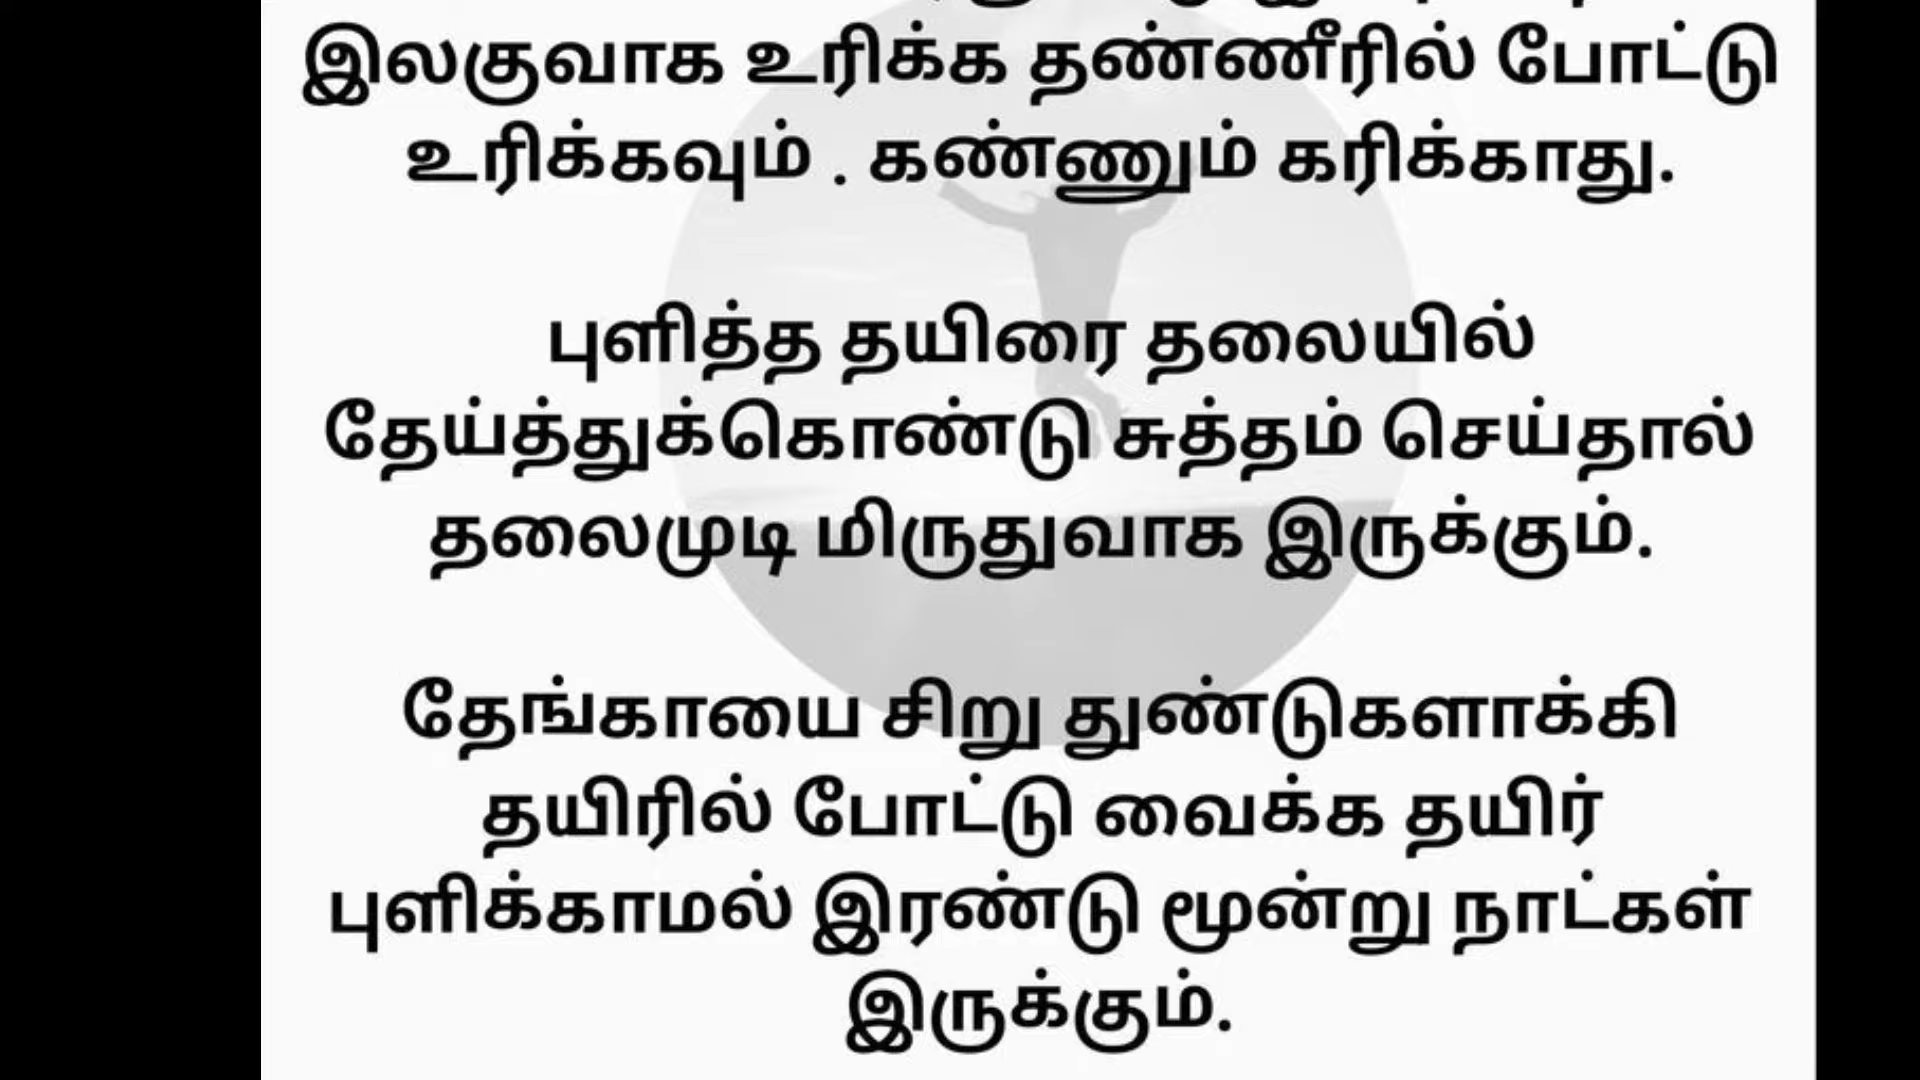 இலகுவாக உரிக்க தண்ணீரில் போட்டு
உரிக்கவும் . கண்ணும் கரிக்காது.
புளித்த தயிரை தலையில்
தேய்த்துக்கொண்டு சுத்தம் செய்தால்
தலைமுடி மிருதுவாக இருக்கும்.
தேங்காயை சிறு துண்டுகளாக்கி
தயிரில் போட்டு வைக்க தயிர்
புளிக்காமல் இரண்டு மூன்று நாட்கள்
இருக்கும்.